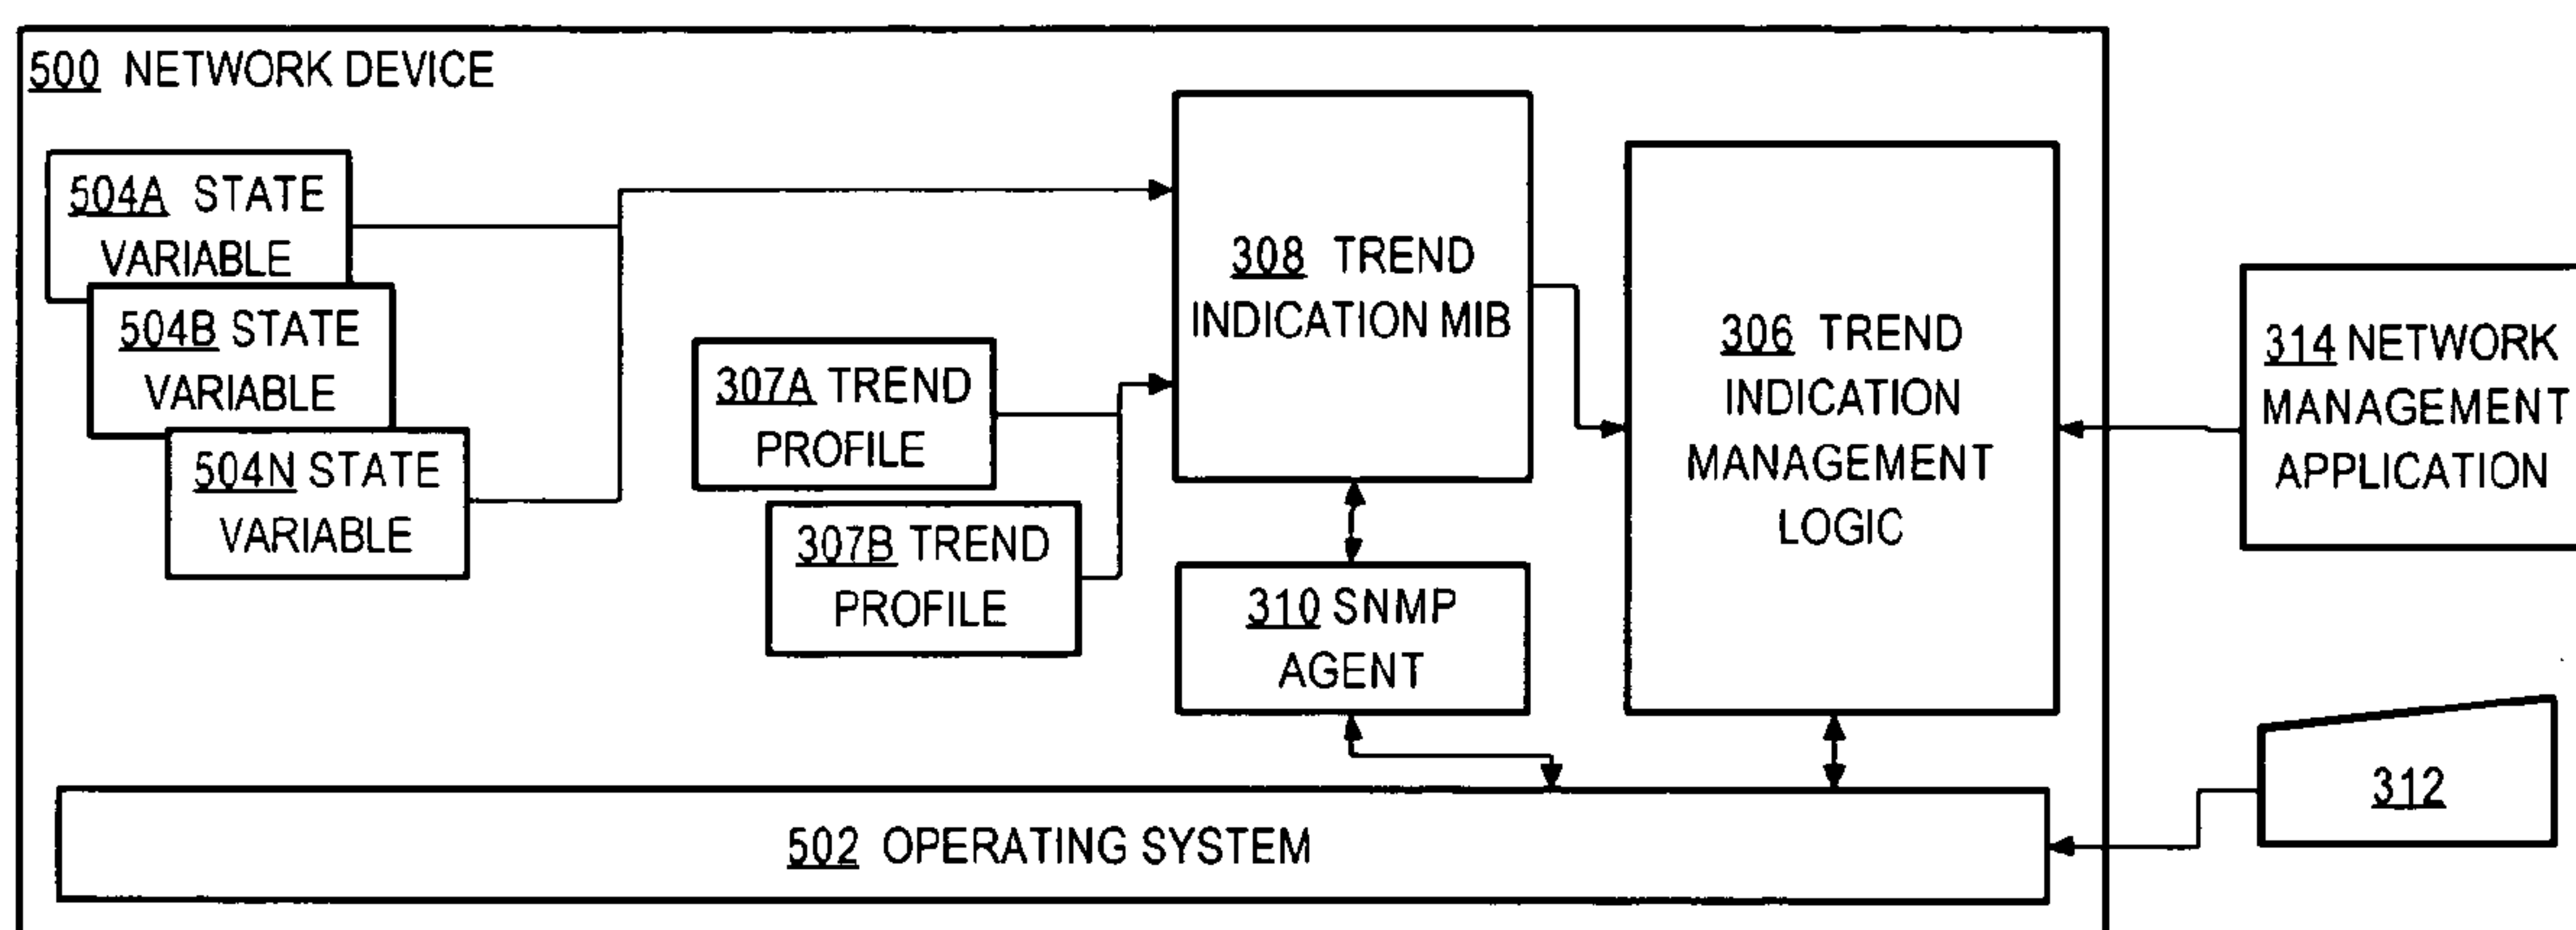 500 NETWORK DEVICE
504A STATE
VARIABLE
504B STATE
VARIABLE
504N STATE
VARIABLE
307A TREND
PROFILE
307B TREND
PROFILE
308 TREND
INDICATION MIB
310 SNMP
AGENT
306 TREND
INDICATION
MANAGEMENT
LOGIC
314 NETWORK
MANAGEMENT
APPLICATION
312
502 OPERATING SYSTEM